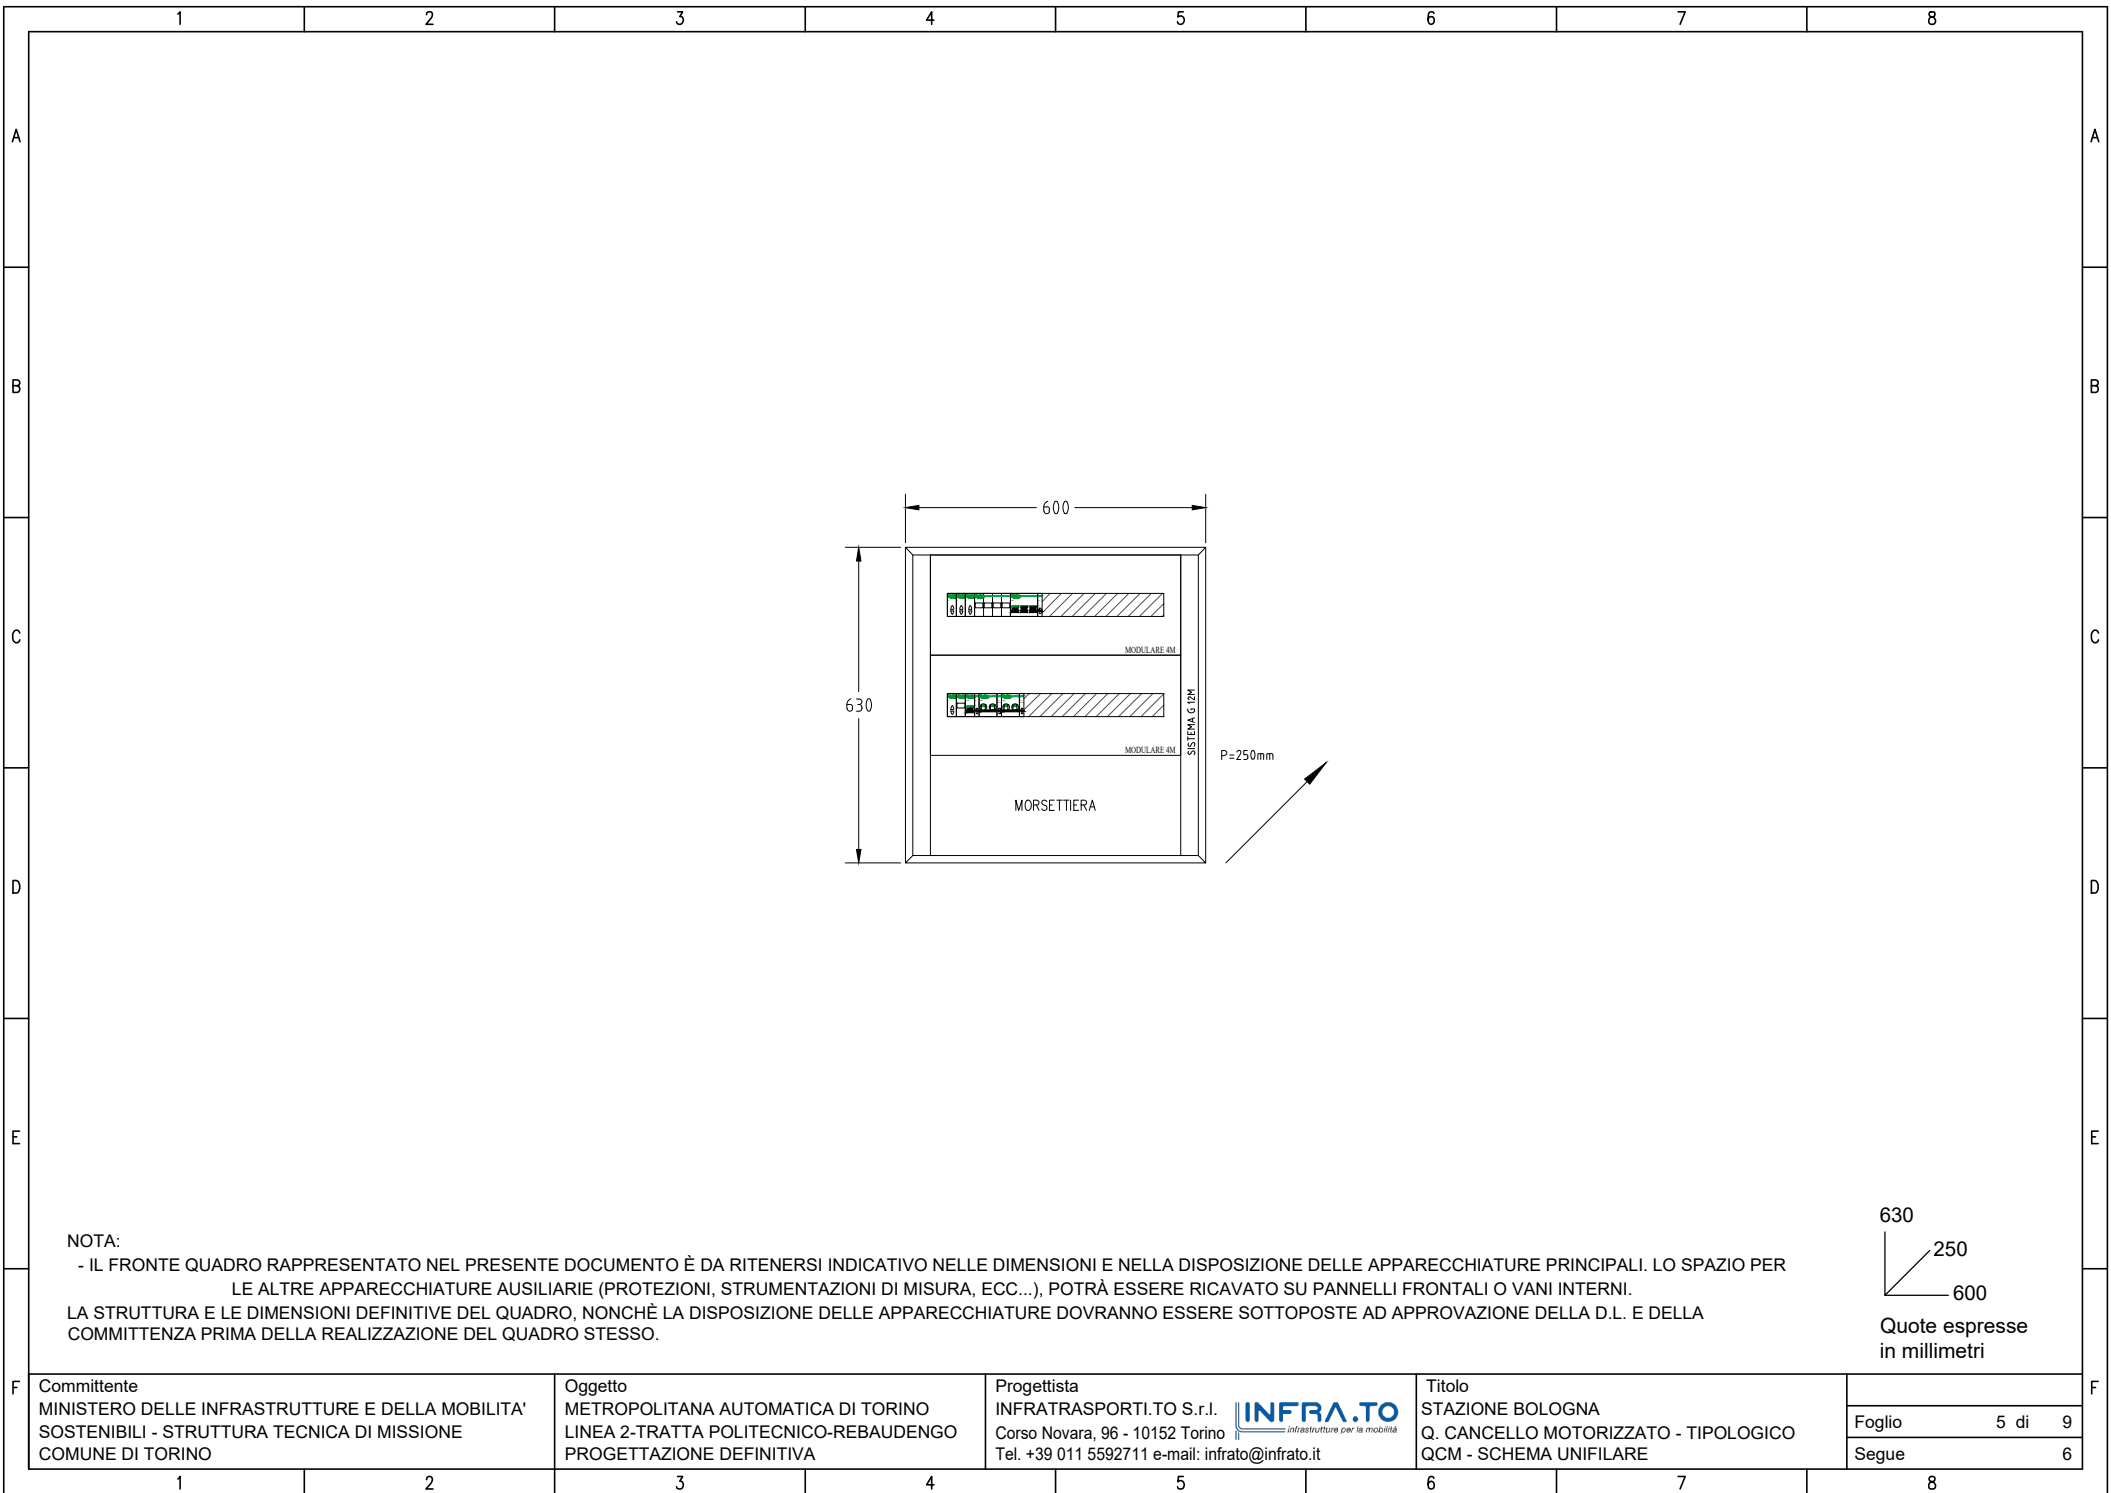 1 2 3 4 5 6 7 8
A A
B B
C C
D D
E E
F F
600
630
MODULARE 4M
MODULARE 4M
SISTEMA G 12M
MORSETTIERA
P=250mm
630
250
600
Quote espresse
in millimetri
NOTA:
- IL FRONTE QUADRO RAPPRESENTATO NEL PRESENTE DOCUMENTO È DA RITENERSI INDICATIVO NELLE DIMENSIONI E NELLA DISPOSIZIONE DELLE APPARECCHIATURE PRINCIPALI. LO SPAZIO PER
LE ALTRE APPARECCHIATURE AUSILIARIE (PROTEZIONI, STRUMENTAZIONI DI MISURA, ECC...), POTRÀ ESSERE RICAVATO SU PANNELLI FRONTALI O VANI INTERNI.
LA STRUTTURA E LE DIMENSIONI DEFINITIVE DEL QUADRO, NONCHÈ LA DISPOSIZIONE DELLE APPARECCHIATURE DOVRANNO ESSERE SOTTOPOSTE AD APPROVAZIONE DELLA D.L. E DELLA
COMMITTENZA PRIMA DELLA REALIZZAZIONE DEL QUADRO STESSO.
Committente
MINISTERO DELLE INFRASTRUTTURE E DELLA MOBILITA'
SOSTENIBILI - STRUTTURA TECNICA DI MISSIONE
COMUNE DI TORINO
Oggetto
METROPOLITANA AUTOMATICA DI TORINO
LINEA 2-TRATTA POLITECNICO-REBAUDENGO
PROGETTAZIONE DEFINITIVA
Progettista
INFRATRASPORTI.TO S.r.l.
Corso Novara, 96 - 10152 Torino
Tel. +39 011 5592711 e-mail: infrato@infrato.it
INFRA.TO
infrastrutture per la mobilità
Titolo
STAZIONE BOLOGNA
Q. CANCELLO MOTORIZZATO - TIPOLOGICO
QCM - SCHEMA UNIFILARE
Foglio 5 di 9
Segue 6
1 2 3 4 5 6 7 8